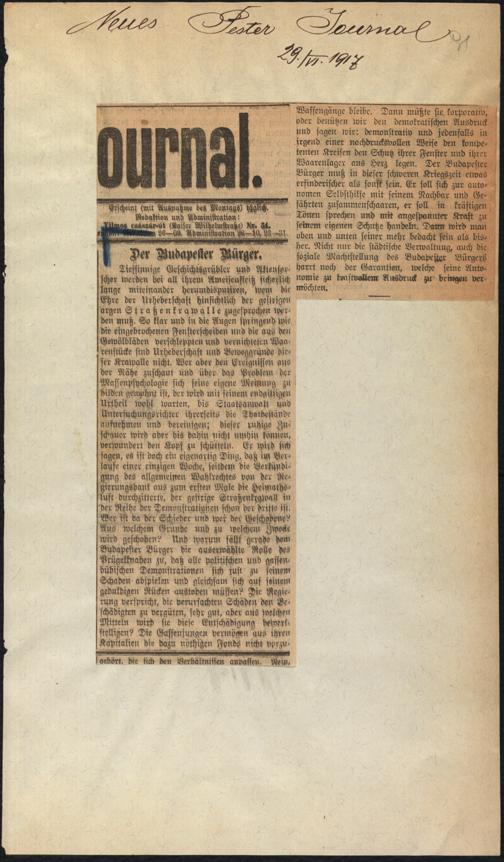 Neues Pester Journal
29./VI. 1917
ournal.
Erscheint (mit Ausnahme des Montags) täglich.
Redaktion und Administration:
Vilmos császár-út (Kaiser Wilhelmstraße) Nr. 34.
Der Budapester Bürger.
Tiefsinnige Geschichtsgrübler und Aktenfor-
scher werden bei all ihrem Ameisenfleiß sicherlich
lange miteinander herumdisputiren, wem die
Ehre der Urheberschaft hinsichtlich der gestrigen
argen Straßenkrawalle zugesprochen wer-
den muß. So klar und in die Augen springend wie
die eingebrochenen Fensterscheiben und die aus den
Gewölbläden verschleppten und vernichteten Waa-
renstücke sind Urheberschaft und Beweggründe die-
ser Krawalle nicht. Wer aber den Ereignissen aus
der Nähe zuschaut und über das Problem der
Massenpsychologie sich seine eigene Meinung zu
bilden gewohnt ist, der wird mit seinem endgiltigen
Urtheil wohl warten, bis Staatsanwalt und
Untersuchungsrichter ihrerseits die Thatbestände
aufnehmen und bereinigen; dieser ruhige Zu-
schauer wird aber bis dahin nicht umhin können,
verwundert den Kopf zu schütteln. Er wird sich
sagen, es ist doch ein eigenartig Ding, daß im Ver-
laufe einer einzigen Woche, seitdem die Verkündi-
gung des allgemeinen Wahlrechtes von der Re-
gierungsbank aus zum ersten Male die Heimaths-
luft durchzitterte, der gestrige Straßenkrawall in
der Reihe der Demonstrationen schon der dritte ist.
Wer ist da der Schieber und wer der Geschobene?
Aus welchem Grunde und zu welchem Zwecke
wird geschoben? Und warum fällt gerade dem
Budapester Bürger die auserwählte Rolle des
Prügelknaben zu, daß alle politischen und gassen-
bübischen Demonstrationen sich just zu seinem
Schaden abspielen und gleichsam sich auf seinem
geduldigen Rücken austoben müssen? Die Regie-
rung verspricht, die verursachten Schäden den Be-
schädigten zu vergüten, sehr gut, aber aus welchen
Mitteln wird sie diese Entschädigung bewerk-
stelligen? Die Gassenjungen vermögen aus ihren
Kapitalien die dazu nöthigen Fonds nicht vorzu-
gehört, die sich den Verhältnissen anpassen. Nein,
Waffengänge bleibe. Dann müßte sie korporativ,
oder benützen wir den demokratischen Ausdruck
und sagen wir: demonstrativ und jedenfalls in
irgend einer nachdrucksvollen Weise den kompe-
tenten Kreisen den Schutz ihrer Fenster und ihrer
Waarenlager ans Herz legen. Der Budapester
Bürger muß in dieser schweren Kriegszeit etwas
erfinderischer als sonst sein. Er soll sich zur auto-
nomen Selbsthilfe mit seinem Nachbar und Ge-
fährten zusammenschaaren, er soll in kräftigen
Tönen sprechen und mit angespannter Kraft zu
seinem eigenen Schutze handeln. Dann wird man
oben und unten seiner mehr bedacht sein als bis-
her. Nicht nur die städtische Verwaltung, auch die
soziale Machtstellung des Budapester Bürgers
harrt noch der Garantien, welche seine Auto-
nomie zu kraftvollem Ausdruck zu bringen ver-
möchten.